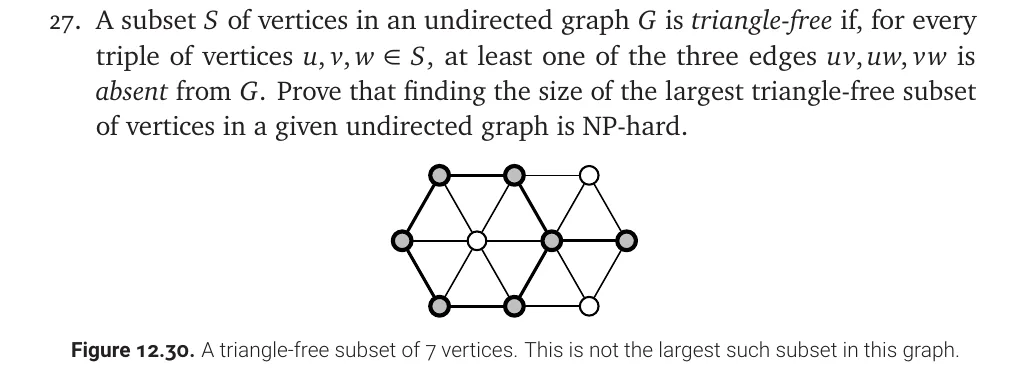 27. A subset S of vertices in an undirected graph G is triangle-free if, for every
triple of vertices u, v, w ∈ S, at least one of the three edges uv, uw, vw is
absent from G. Prove that finding the size of the largest triangle-free subset
of vertices in a given undirected graph is NP-hard.
Figure 12.30. A triangle-free subset of 7 vertices. This is not the largest such subset in this graph.